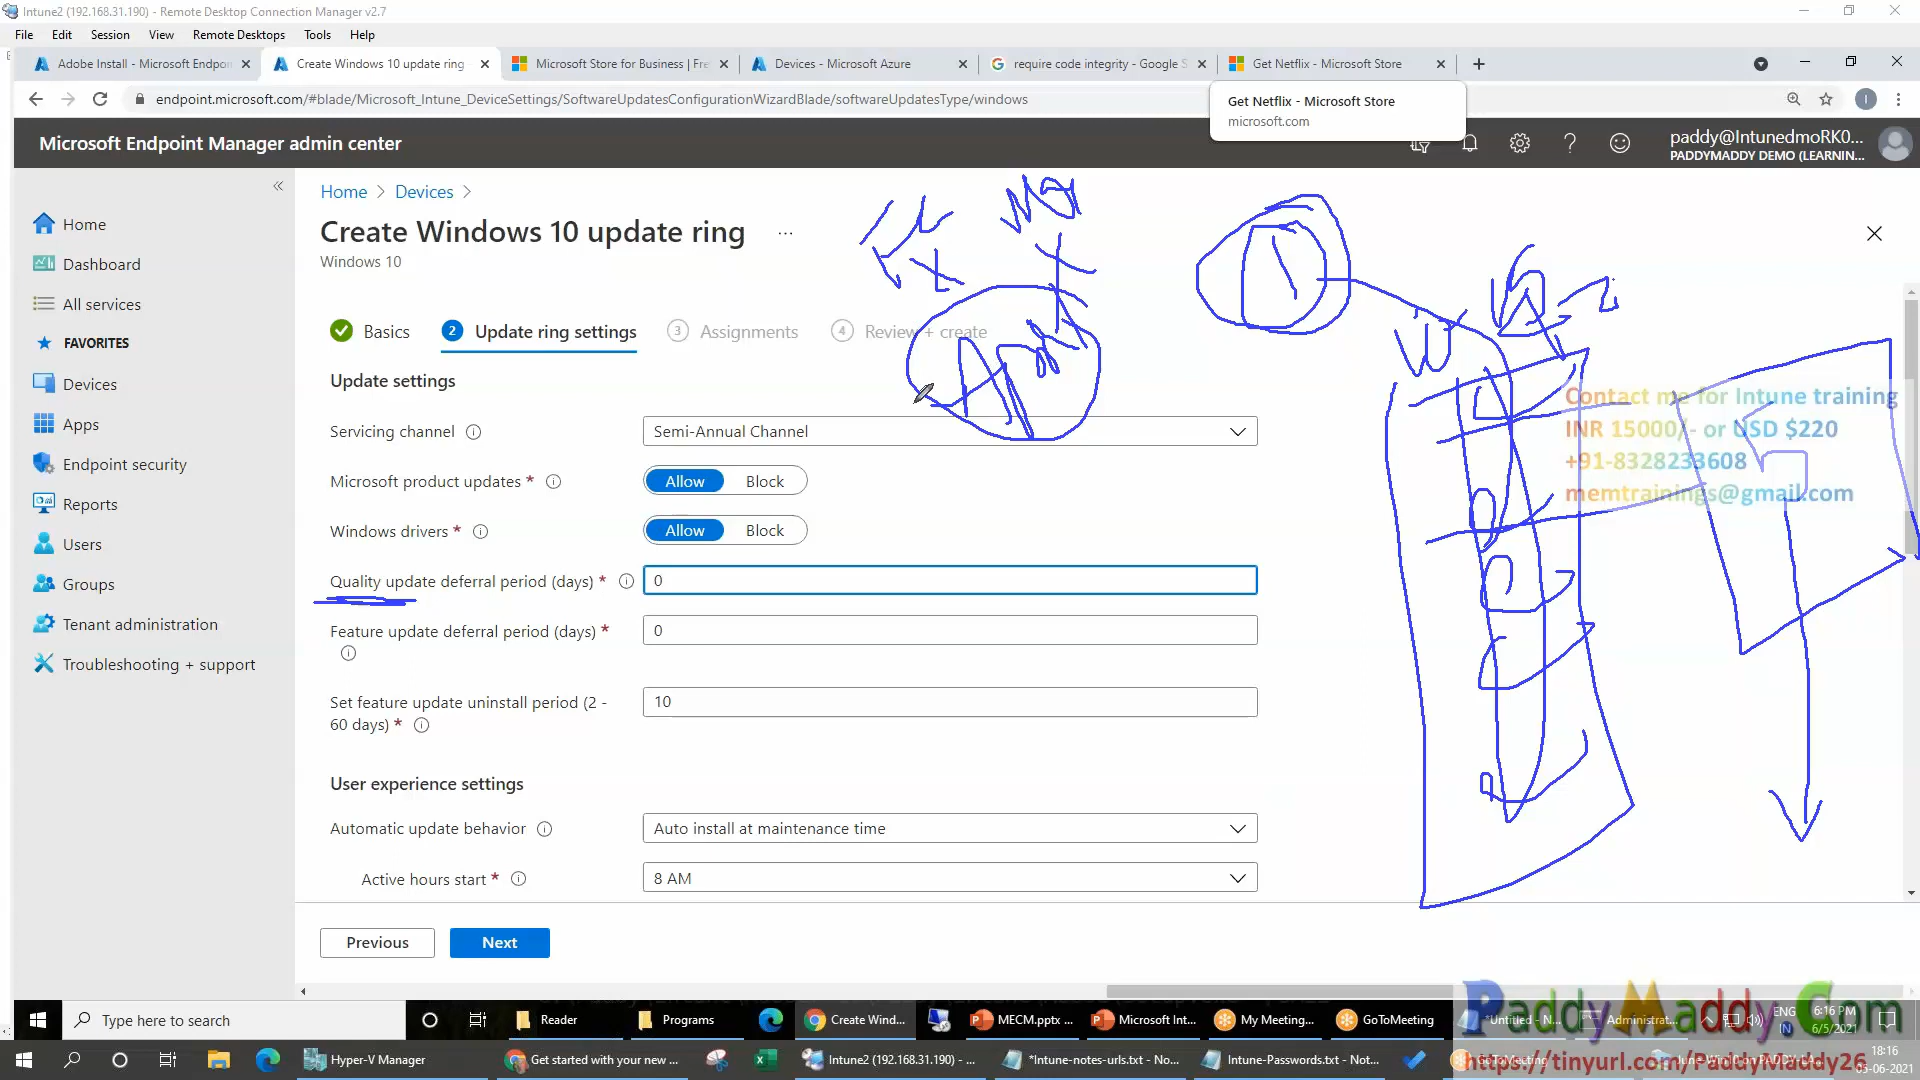 Intune2 (192.168.31.190) - Remote Desktop Connection Manager v2.7
File Edit Session View Remote Desktops Tools Help
Adobe Install - Microsoft Endpoin
Create Windows 10 update ring
Microsoft Store for Business | Fre
Devices - Microsoft Azure
require code integrity - Google S
Get Netflix - Microsoft Store
endpoint.microsoft.com/#blade/Microsoft_Intune_DeviceSettings/SoftwareUpdatesConfigurationWizardBlade/softwareUpdatesType/windows
Get Netflix - Microsoft Store
microsoft.com
Microsoft Endpoint Manager admin center
paddy@IntunedmoRK0...
PADDYMADDY DEMO (LEARNIN...
Home > Devices >
Create Windows 10 update ring ...
Windows 10
Home
Dashboard
All services
FAVORITES
Devices
Apps
Endpoint security
Reports
Users
Groups
Tenant administration
Troubleshooting + support
Basics
2 Update ring settings
3 Assignments
4 Review + create
Update settings
Servicing channel Semi-Annual Channel
Microsoft product updates * Allow Block
Windows drivers * Allow Block
Quality update deferral period (days) * 0
Feature update deferral period (days) * 0
Set feature update uninstall period (2 - 60 days) * 10
User experience settings
Automatic update behavior Auto install at maintenance time
Active hours start * 8 AM
Previous Next
Contact me for Intune training
INR 15000/- or USD $220
+91-8328233608
memtrainings@gmail.com
PaddyMaddy.Com
Type here to search
Reader
Programs
Create Wind...
MECM.pptx ...
Microsoft Int...
My Meeting...
GoToMeeting
*Untitled - N...
Administrat...
ENG
IN
6:16 PM
6/5/2021
Hyper-V Manager
Get started with your new ...
Intune2 (192.168.31.190) - ...
*Intune-notes-urls.txt - No...
Intune-Passwords.txt - Not...
GoToMeeting
https://tinyurl.com/PaddyMaddy26
18:16
05-06-2021